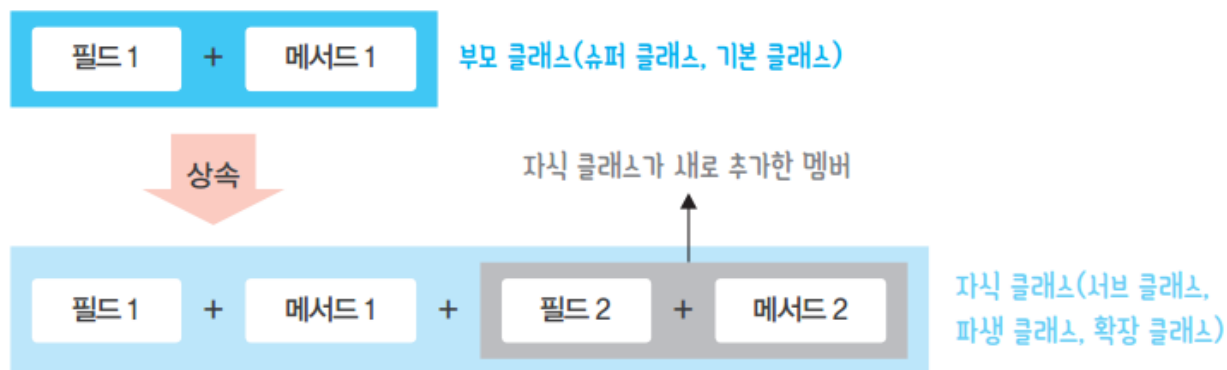 필드 1 + 메서드 1 부모 클래스(슈퍼 클래스, 기본 클래스)
상속
자식 클래스가 새로 추가한 멤버
필드 1 + 메서드 1 + 필드 2 + 메서드 2
자식 클래스(서브 클래스,
파생 클래스, 확장 클래스)